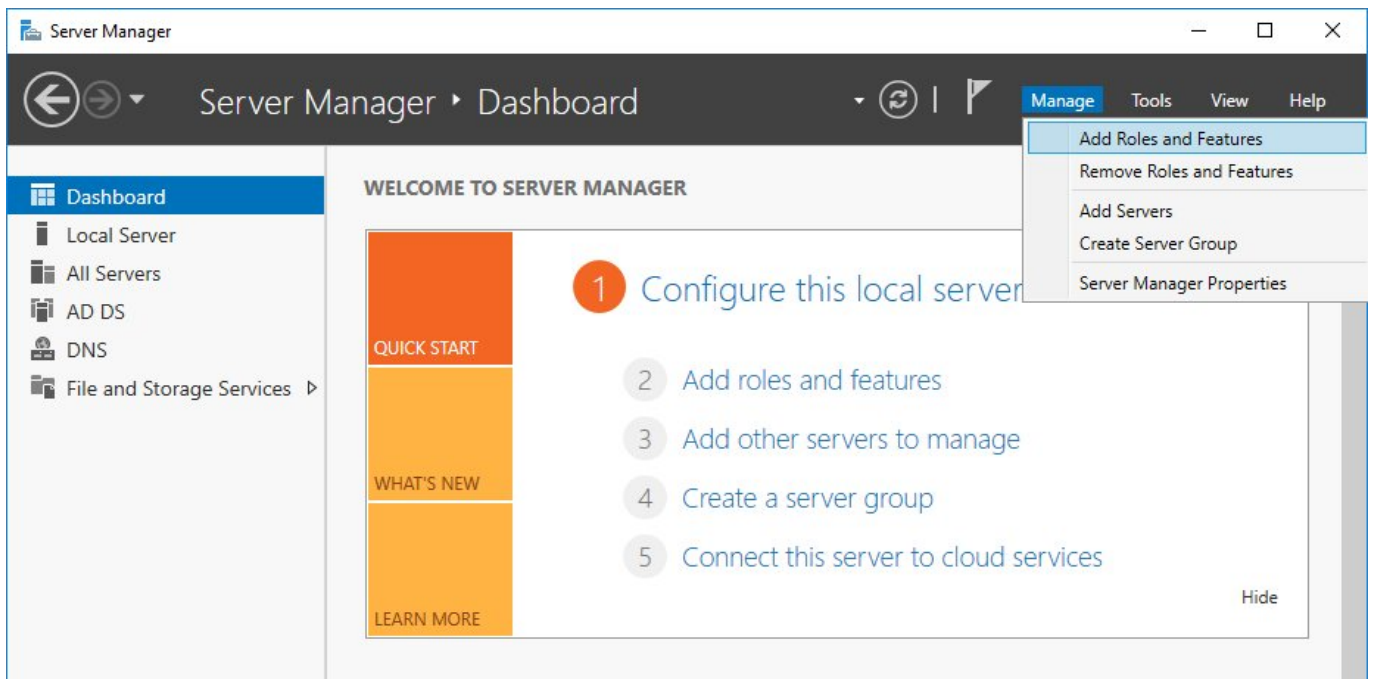 Server Manager
Server Manager ‣ Dashboard
Manage Tools View Help
Add Roles and Features
Remove Roles and Features
Add Servers
Create Server Group
Server Manager Properties
Dashboard
Local Server
All Servers
AD DS
DNS
File and Storage Services
WELCOME TO SERVER MANAGER
QUICK START
WHAT'S NEW
LEARN MORE
1 Configure this local server
2 Add roles and features
3 Add other servers to manage
4 Create a server group
5 Connect this server to cloud services
Hide